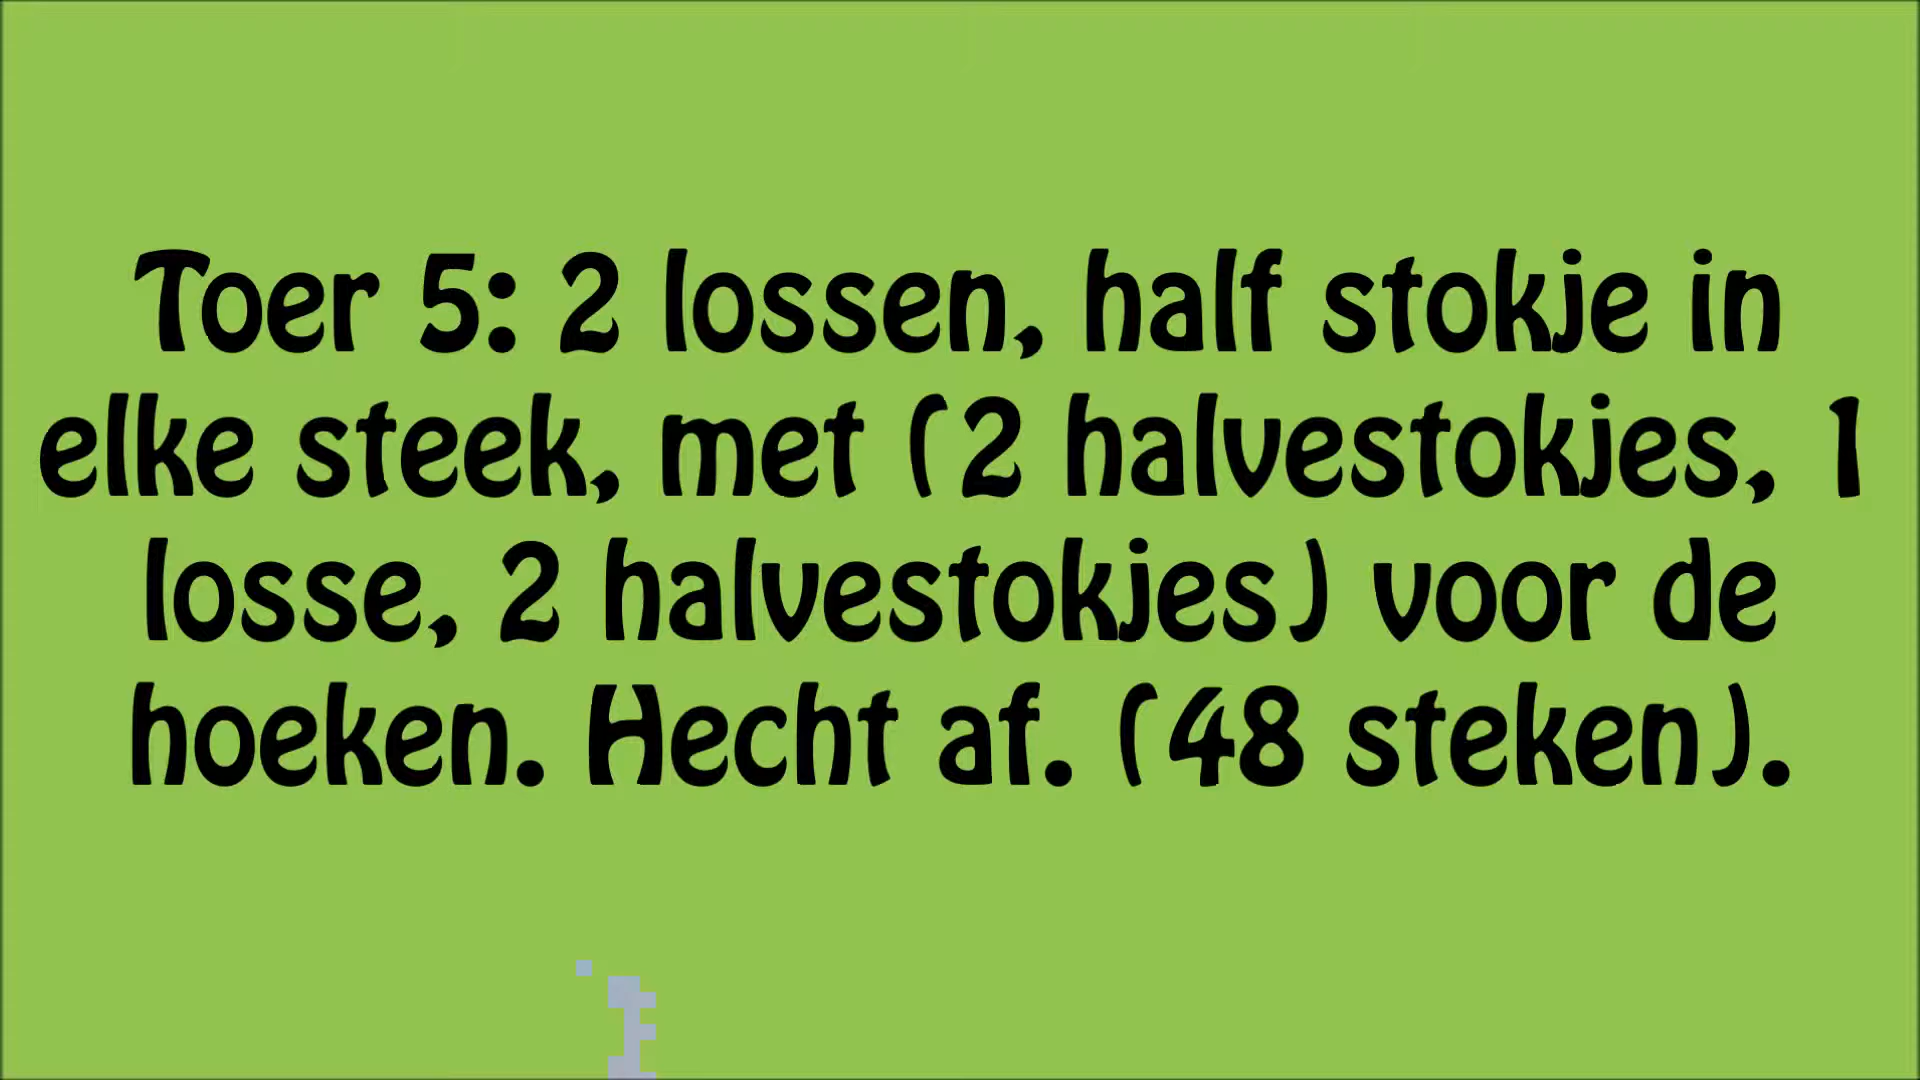 Toer 5: 2 lossen, half stokje in
elke steek, met (2 halvestokjes, 1
losse, 2 halvestokjes) voor de
hoeken. Hecht af. (48 steken).